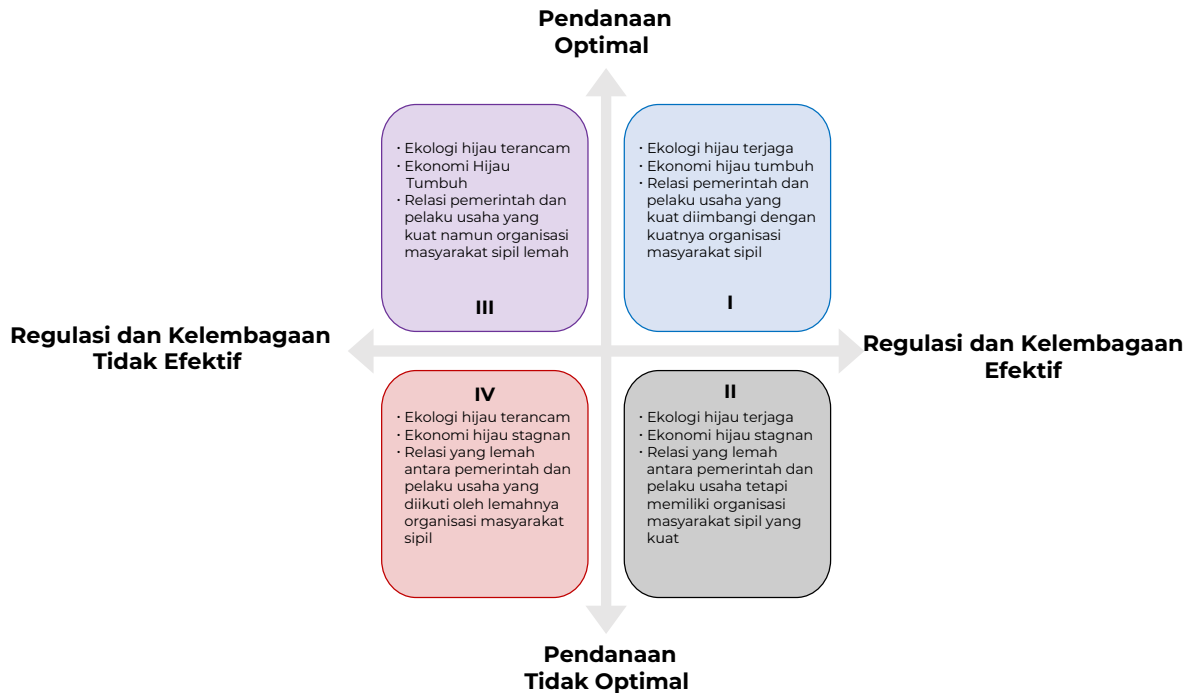 Pendanaan
Optimal
· Ekologi hijau terancam
· Ekonomi Hijau
Tumbuh
· Relasi pemerintah dan
pelaku usaha yang
kuat namun organisasi
masyarakat sipil lemah
III
· Ekologi hijau terjaga
· Ekonomi hijau tumbuh
· Relasi pemerintah dan
pelaku usaha yang
kuat diimbangi dengan
kuatnya organisasi
masyarakat sipil
I
Regulasi dan Kelembagaan
Tidak Efektif
Regulasi dan Kelembagaan
Efektif
IV
· Ekologi hijau terancam
· Ekonomi hijau stagnan
· Relasi yang lemah
antara pemerintah dan
pelaku usaha yang
diikuti oleh lemahnya
organisasi masyarakat
sipil
II
· Ekologi hijau terjaga
· Ekonomi hijau stagnan
· Relasi yang lemah
antara pemerintah dan
pelaku usaha tetapi
memiliki organisasi
masyarakat sipil yang
kuat
Pendanaan
Tidak Optimal